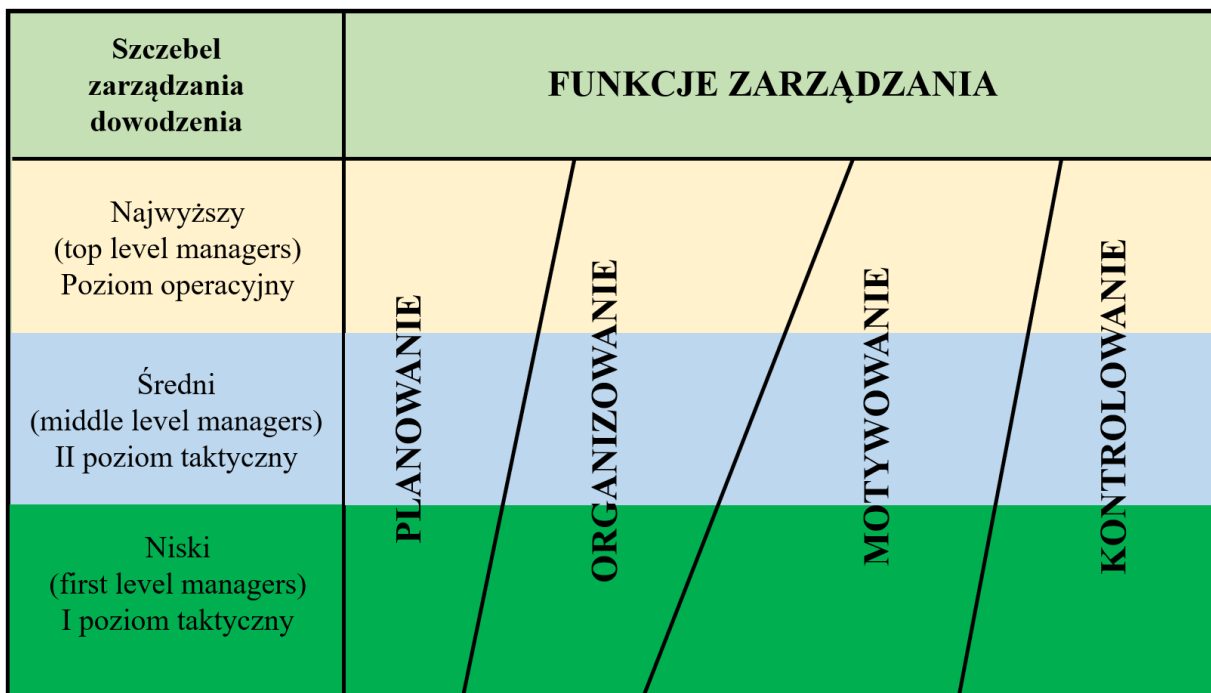 Szczebel
zarządzania
dowodzenia
FUNKCJE ZARZĄDZANIA
Najwyższy
(top level managers)
Poziom operacyjny
Średni
(middle level managers)
II poziom taktyczny
Niski
(first level managers)
I poziom taktyczny
PLANOWANIE
ORGANIZOWANIE
MOTYWOWANIE
KONTROLOWANIE